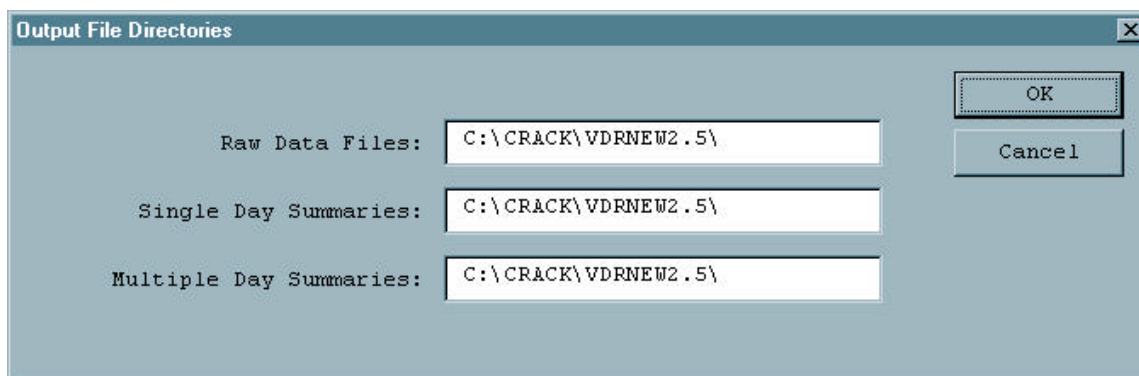 Output File Directories
OK
Raw Data Files: C:\CRACK\VDRNEW2.5\
Cancel
Single Day Summaries: C:\CRACK\VDRNEW2.5\
Multiple Day Summaries: C:\CRACK\VDRNEW2.5\